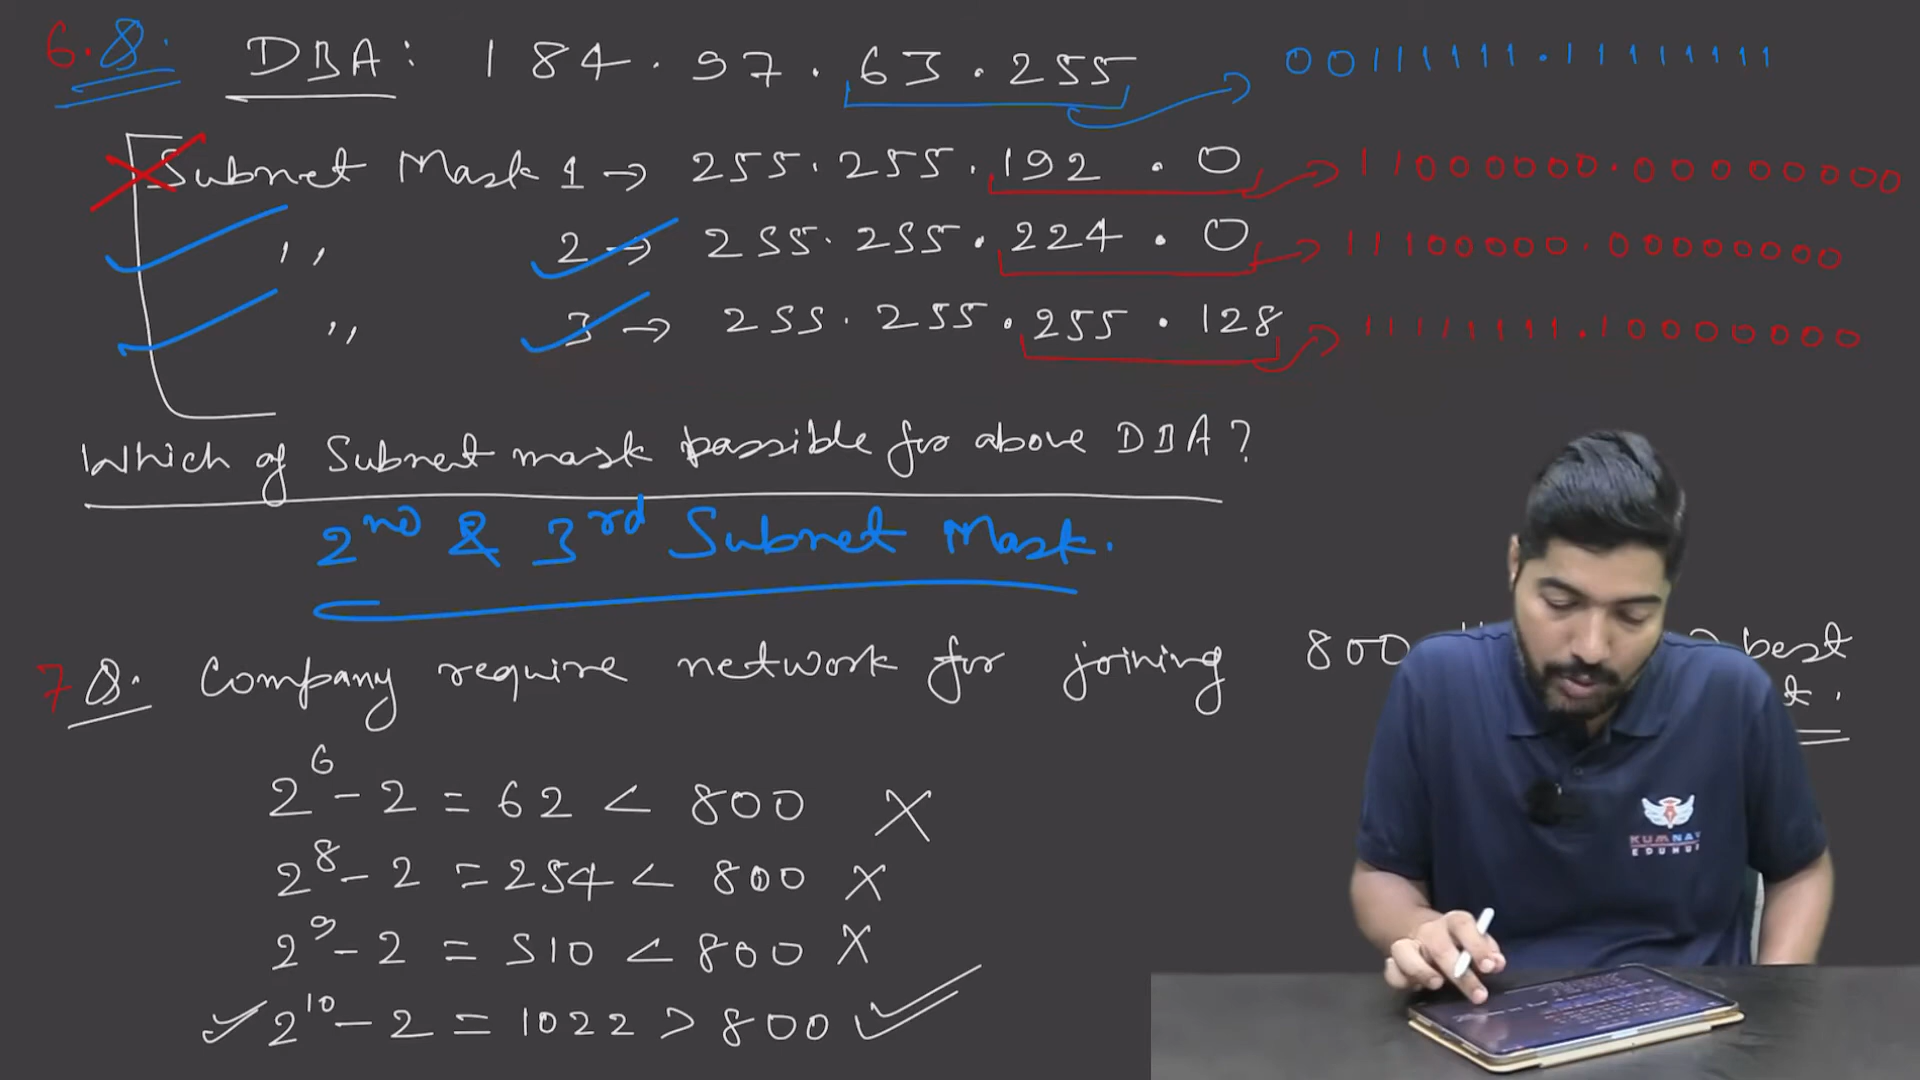 6. Q. DBA : 184 . 97 . 63 . 255 → 00111111 . 11111111
Subnet Mask 1 → 255.255.192 . 0 → 11000000.00000000
,, 2 → 255.255.224 . 0 → 11100000.00000000
,, 3 → 255.255.255 . 128 → 11111111.10000000
Which of Subnet mask possible for above DBA?
2nd & 3rd Subnet Mask.
7 Q. Company require network for joining 800 best
2^6 - 2 = 62 < 800 X
2^8 - 2 = 254 < 800 X
2^9 - 2 = 510 < 800 X
✓ 2^10 - 2 = 1022 > 800 ✓
KUMNAT
EDUHUB